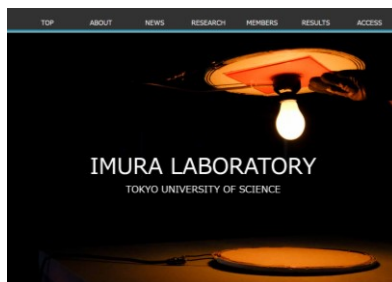 TOP ABOUT NEWS RESEARCH MEMBERS RESULTS ACCESS
IMURA LABORATORY
TOKYO UNIVERSITY OF SCIENCE